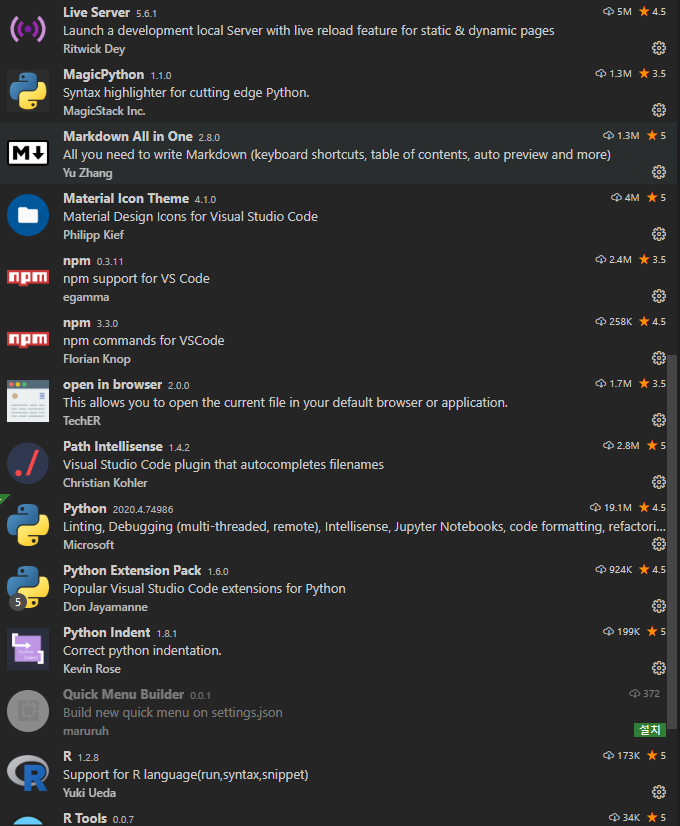 Live Server 5.6.1 5M 4.5
Launch a development local Server with live reload feature for static & dynamic pages
Ritwick Dey
MagicPython 1.1.0 1.3M 3.5
Syntax highlighter for cutting edge Python.
MagicStack Inc.
M Markdown All in One 2.8.0 1.3M 5
All you need to write Markdown (keyboard shortcuts, table of contents, auto preview and more)
Yu Zhang
Material Icon Theme 4.1.0 4M 5
Material Design Icons for Visual Studio Code
Philipp Kief
npm 0.3.11 2.4M 3.5
npm npm support for VS Code
egamma
npm 3.3.0 258K 4.5
npm npm commands for VSCode
Florian Knop
open in browser 2.0.0 1.7M 3.5
This allows you to open the current file in your default browser or application.
TechER
Path Intellisense 1.4.2 2.8M 5
./ Visual Studio Code plugin that autocompletes filenames
Christian Kohler
Python 2020.4.74986 19.1M 4.5
Linting, Debugging (multi-threaded, remote), Intellisense, Jupyter Notebooks, code formatting, refactori...
Microsoft
Python Extension Pack 1.6.0 924K 4.5
Popular Visual Studio Code extensions for Python
5 Don Jayamanne
Python Indent 1.8.1 199K 5
Correct python indentation.
Kevin Rose
Quick Menu Builder 0.0.1 372
Build new quick menu on settings.json
maruruh 설치
R 1.2.8 173K 5
R Support for R language(run,syntax,snippet)
Yuki Ueda
R Tools 0.0.7 34K 5